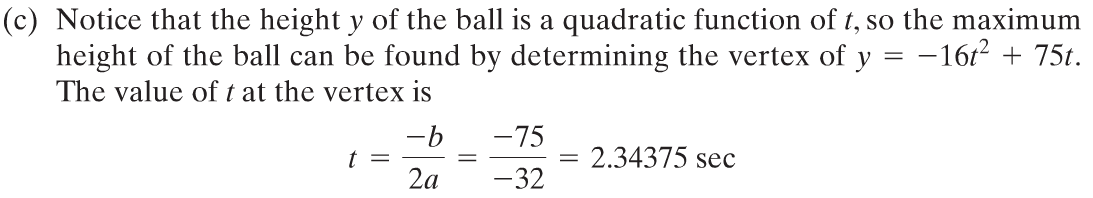 (c) Notice that the height y of the ball is a quadratic function of t, so the maximum
height of the ball can be found by determining the vertex of y = −16t² + 75t.
The value of t at the vertex is
t = −b/2a = −75/−32 = 2.34375 sec